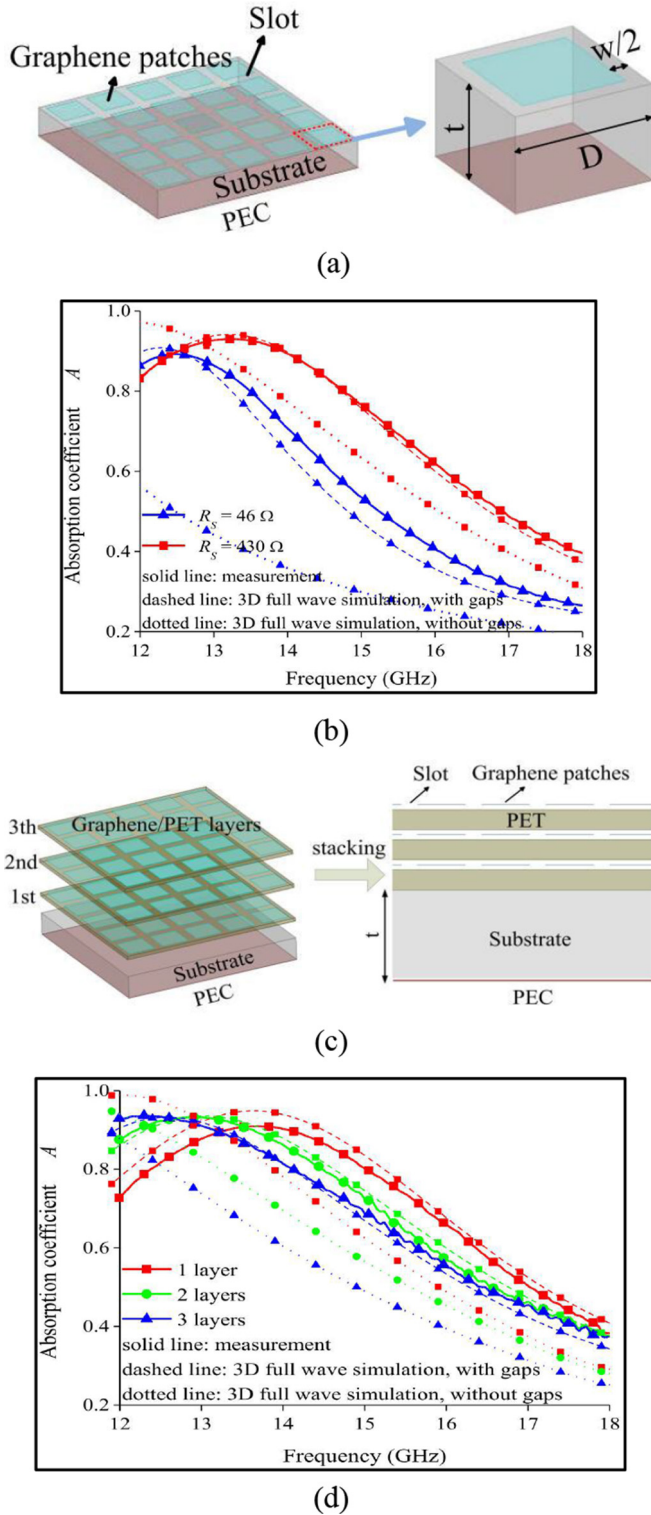 Slot
Graphene patches
w/2
t
D
Substrate
PEC
(a)
1.0
0.8
0.6
0.4
0.2
Absorption coefficient A
R_S = 46 Ω
R_S = 430 Ω
solid line: measurement
dashed line: 3D full wave simulation, with gaps
dotted line: 3D full wave simulation, without gaps
12 13 14 15 16 17 18
Frequency (GHz)
(b)
Slot Graphene patches
3th
Graphene/PET layers
PET
2nd
stacking
1st
t
Substrate
Substrate
PEC
PEC
(c)
1.0
0.8
0.6
0.4
0.2
Absorption coefficient A
1 layer
2 layers
3 layers
solid line: measurement
dashed line: 3D full wave simulation, with gaps
dotted line: 3D full wave simulation, without gaps
12 13 14 15 16 17 18
Frequency (GHz)
(d)